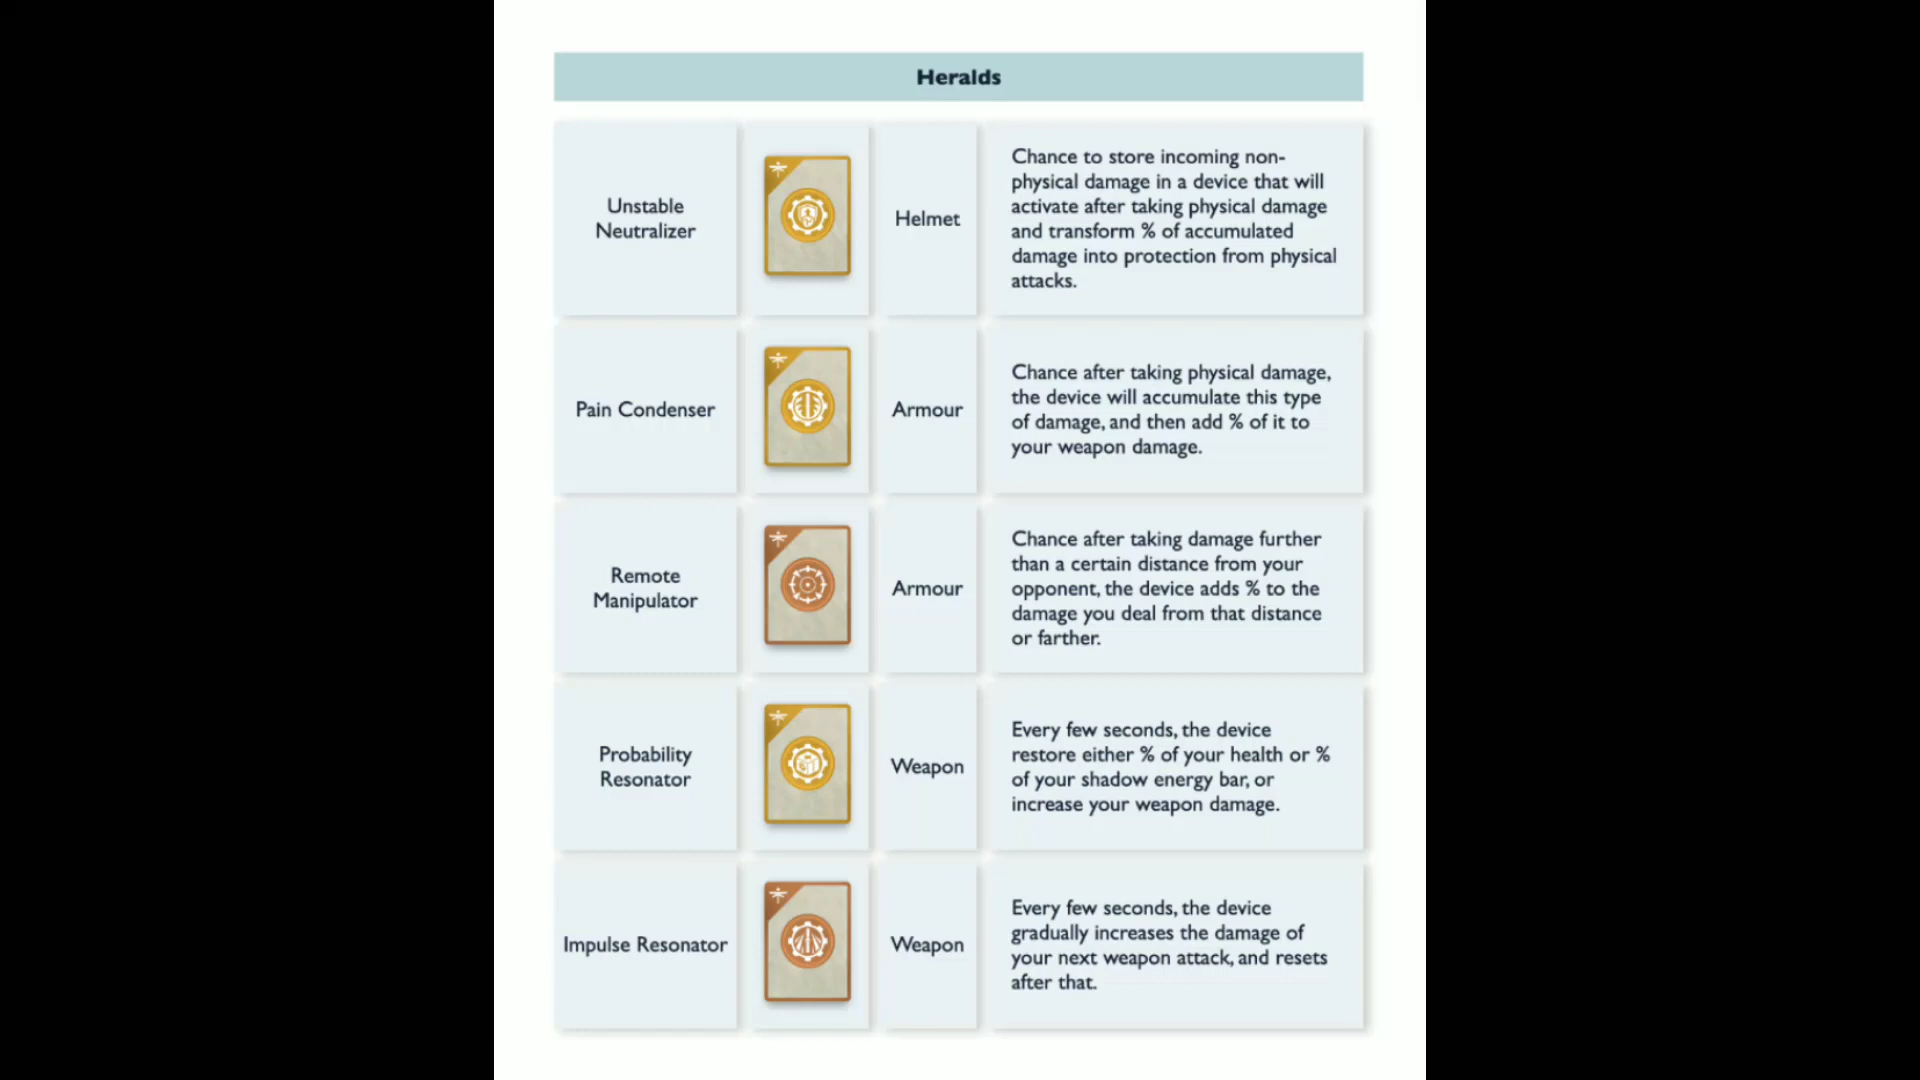 Heralds
Unstable
Neutralizer
Helmet
Chance to store incoming non-
physical damage in a device that will
activate after taking physical damage
and transform % of accumulated
damage into protection from physical
attacks.
Pain Condenser
Armour
Chance after taking physical damage,
the device will accumulate this type
of damage, and then add % of it to
your weapon damage.
Remote
Manipulator
Armour
Chance after taking damage further
than a certain distance from your
opponent, the device adds % to the
damage you deal from that distance
or farther.
Probability
Resonator
Weapon
Every few seconds, the device
restore either % of your health or %
of your shadow energy bar, or
increase your weapon damage.
Impulse Resonator
Weapon
Every few seconds, the device
gradually increases the damage of
your next weapon attack, and resets
after that.